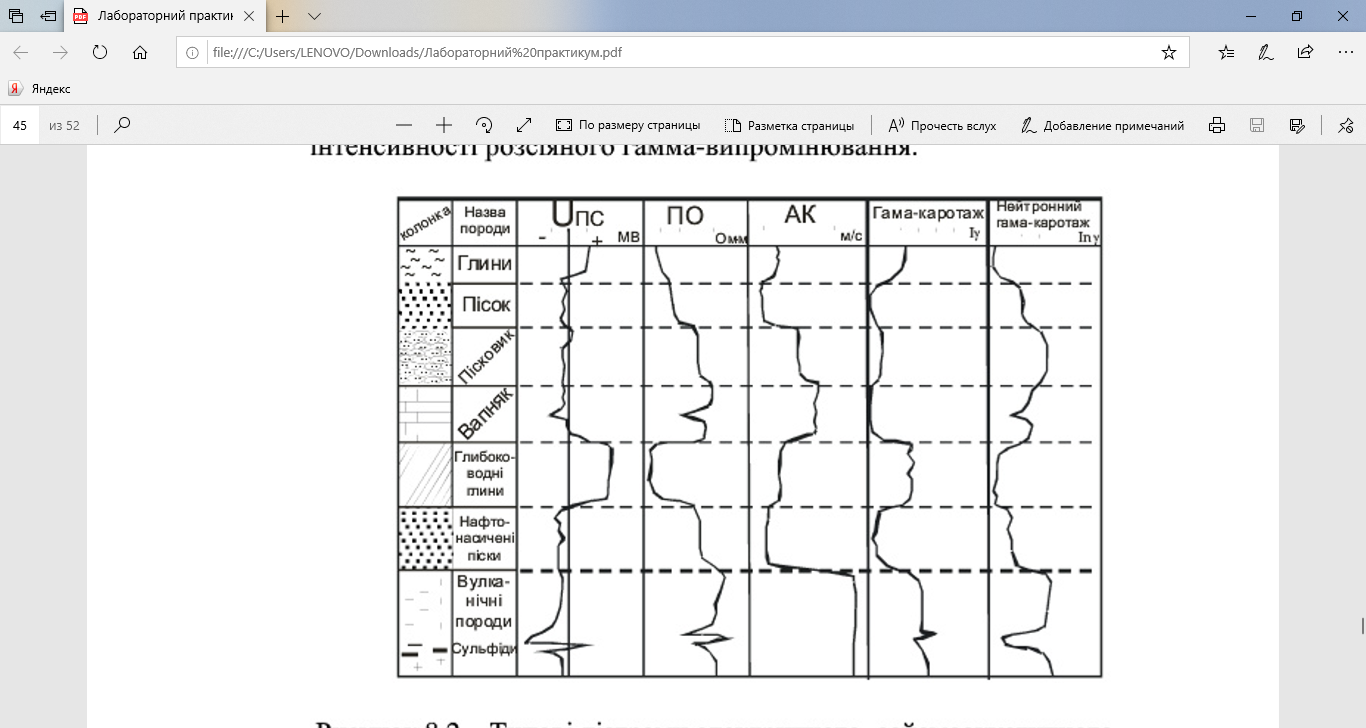 Лабораторний практик
file:///C:/Users/LENOVO/Downloads/Лабораторний%20практикум.pdf
Яндекс
45 из 52
По размеру страницы
Разметка страницы
Прочесть вслух
Добавление примечаний
інтенсивності розсіяного гамма-випромінювання.
колонка
Назва
породи
UПС
- + МВ
ПО
Омм
АК
м/с
Гама-каротаж
Iγ
Нейтронний
гама-каротаж
Inγ
Глини
Пісок
Пісковик
Вапняк
Глибоко-
водні
глини
Нафто-
насичені
піски
Вулка-
нічні
породи
Сульфіди